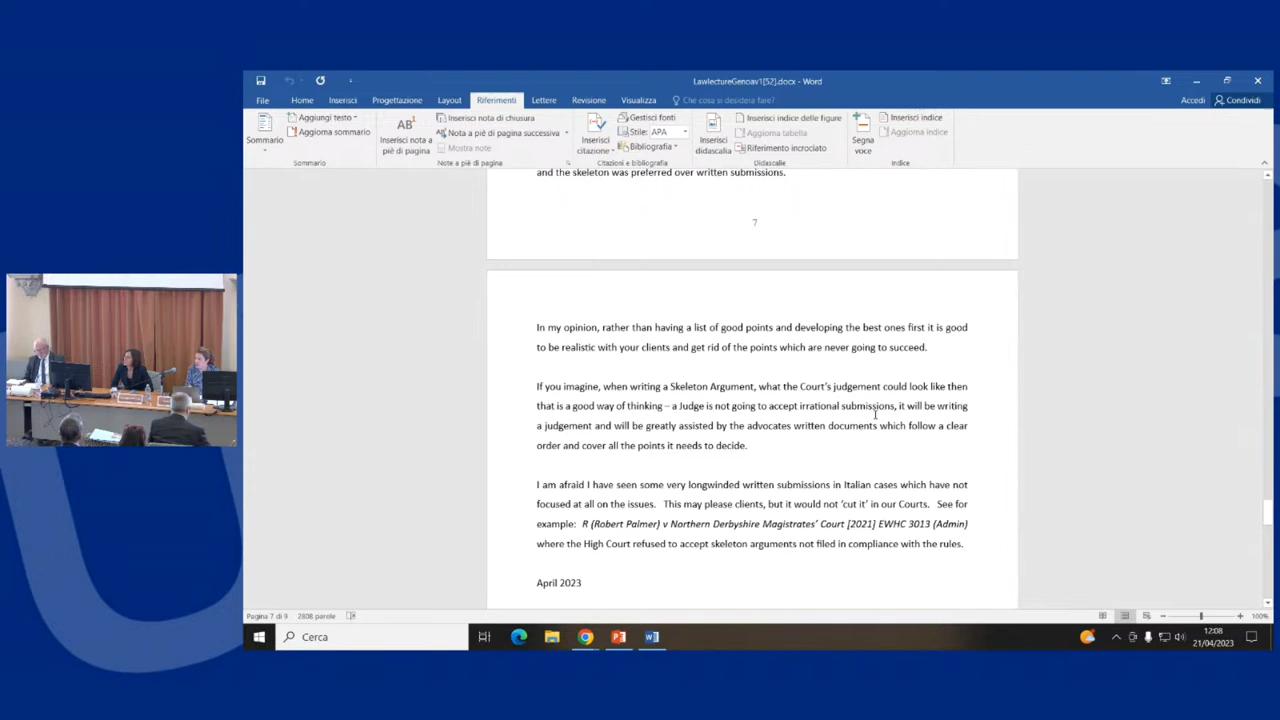 LawlectureGenoav1[52].docx - Word
File Home Inserisci Progettazione Layout Riferimenti Lettere Revisione Visualizza Che cosa si desidera fare? Accedi Condividi
Sommario
Aggiungi testo
Aggiorna sommario
Sommario
AB1
Inserisci nota a piè di pagina
Inserisci nota di chiusura
Nota a piè di pagina successiva
Mostra note
Note a piè di pagina
Inserisci citazione
Gestisci fonti
Stile: APA
Bibliografia
Citazioni e bibliografia
Inserisci didascalia
Inserisci indice delle figure
Aggiorna tabella
Riferimento incrociato
Didascalie
Segna voce
Inserisci indice
Aggiorna indice
Indice
and the skeleton was preferred over written submissions.
7
In my opinion, rather than having a list of good points and developing the best ones first it is good
to be realistic with your clients and get rid of the points which are never going to succeed.
If you imagine, when writing a Skeleton Argument, what the Court's judgement could look like then
that is a good way of thinking – a Judge is not going to accept irrational submissions, it will be writing
a judgement and will be greatly assisted by the advocates written documents which follow a clear
order and cover all the points it needs to decide.
I am afraid I have seen some very longwinded written submissions in Italian cases which have not
focused at all on the issues. This may please clients, but it would not 'cut it' in our Courts. See for
example: R (Robert Palmer) v Northern Derbyshire Magistrates' Court [2021] EWHC 3013 (Admin)
where the High Court refused to accept skeleton arguments not filed in compliance with the rules.
April 2023
Pagina 7 di 9 2808 parole 100%
Cerca
12:08
21/04/2023